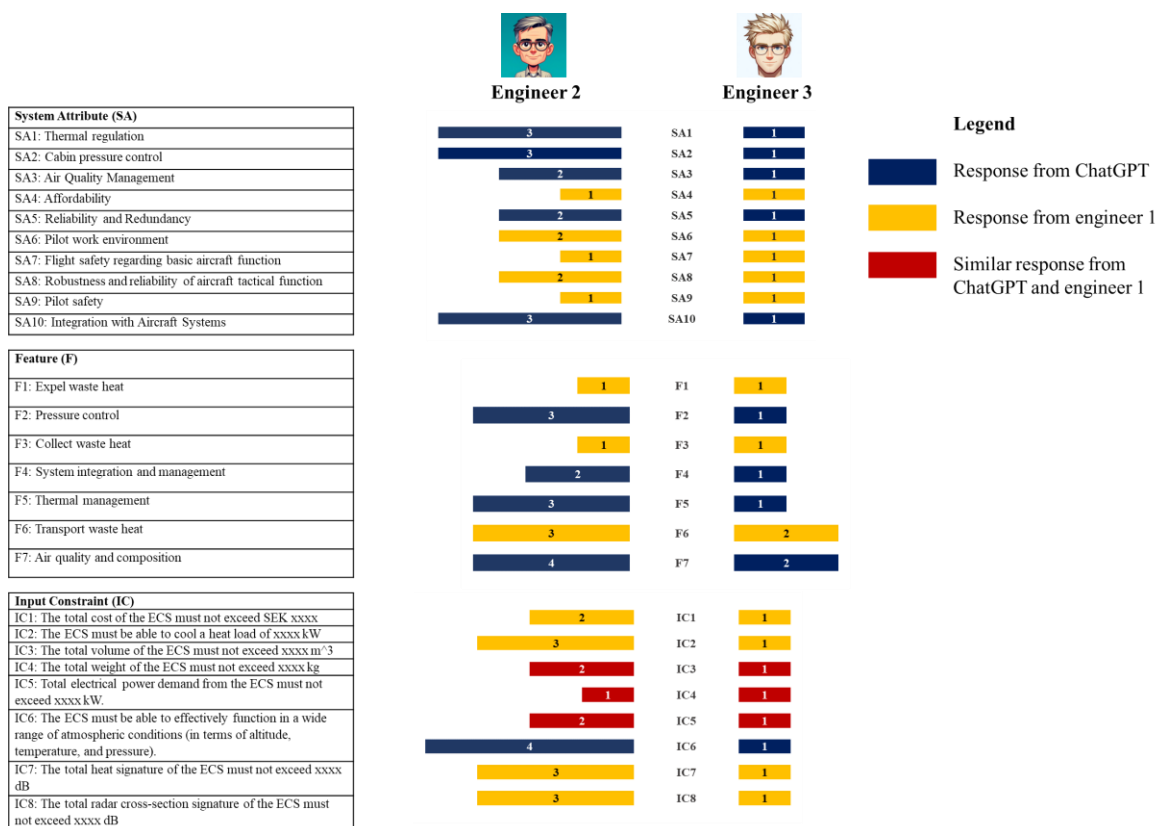 Engineer 2
Engineer 3
System Attribute (SA)
SA1: Thermal regulation
SA2: Cabin pressure control
SA3: Air Quality Management
SA4: Affordability
SA5: Reliability and Redundancy
SA6: Pilot work environment
SA7: Flight safety regarding basic aircraft function
SA8: Robustness and reliability of aircraft tactical function
SA9: Pilot safety
SA10: Integration with Aircraft Systems
3 SA1 1
3 SA2 1
2 SA3 1
1 SA4 1
2 SA5 1
2 SA6 1
1 SA7 1
2 SA8 1
1 SA9 1
3 SA10 1
Legend
Response from ChatGPT
Response from engineer 1
Similar response from
ChatGPT and engineer 1
Feature (F)
F1: Expel waste heat
F2: Pressure control
F3: Collect waste heat
F4: System integration and management
F5: Thermal management
F6: Transport waste heat
F7: Air quality and composition
1 F1 1
3 F2 1
1 F3 1
2 F4 1
3 F5 1
3 F6 2
4 F7 2
Input Constraint (IC)
IC1: The total cost of the ECS must not exceed SEK xxxx
IC2: The ECS must be able to cool a heat load of xxxx kW
IC3: The total volume of the ECS must not exceed xxxx m^3
IC4: The total weight of the ECS must not exceed xxxx kg
IC5: Total electrical power demand from the ECS must not
exceed xxxx kW.
IC6: The ECS must be able to effectively function in a wide
range of atmospheric conditions (in terms of altitude,
temperature, and pressure).
IC7: The total heat signature of the ECS must not exceed xxxx
dB
IC8: The total radar cross-section signature of the ECS must
not exceed xxxx dB
2 IC1 1
3 IC2 1
2 IC3 1
1 IC4 1
2 IC5 1
4 IC6 1
3 IC7 1
3 IC8 1